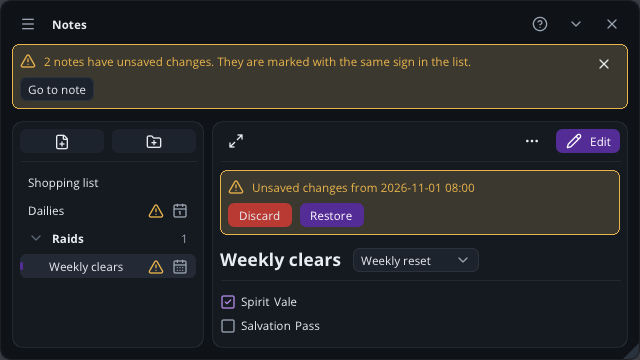 Notes
2 notes have unsaved changes. They are marked with the same sign in the list.
Go to note
Edit
Shopping list
Dailies
Raids 1
Weekly clears
Unsaved changes from 2026-11-01 08:00
Discard Restore
Weekly clears Weekly reset
Spirit Vale
Salvation Pass